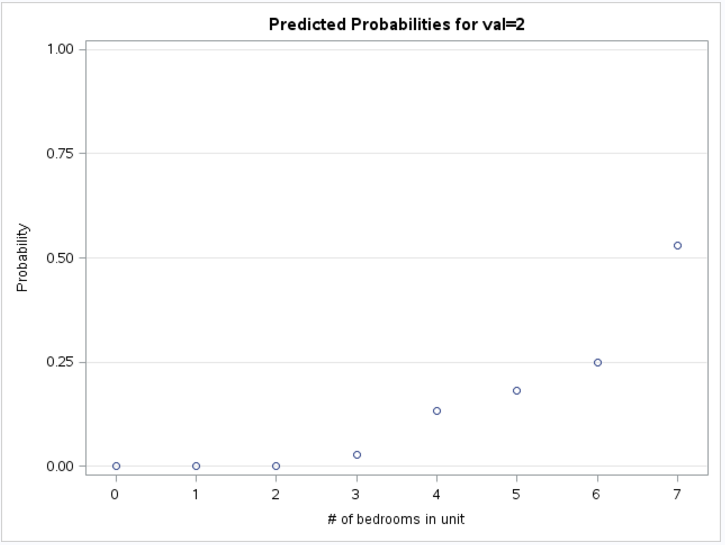 Predicted Probabilities for val=2
1.00
0.75
0.50
0.25
0.00
Probability
0 1 2 3 4 5 6 7
# of bedrooms in unit